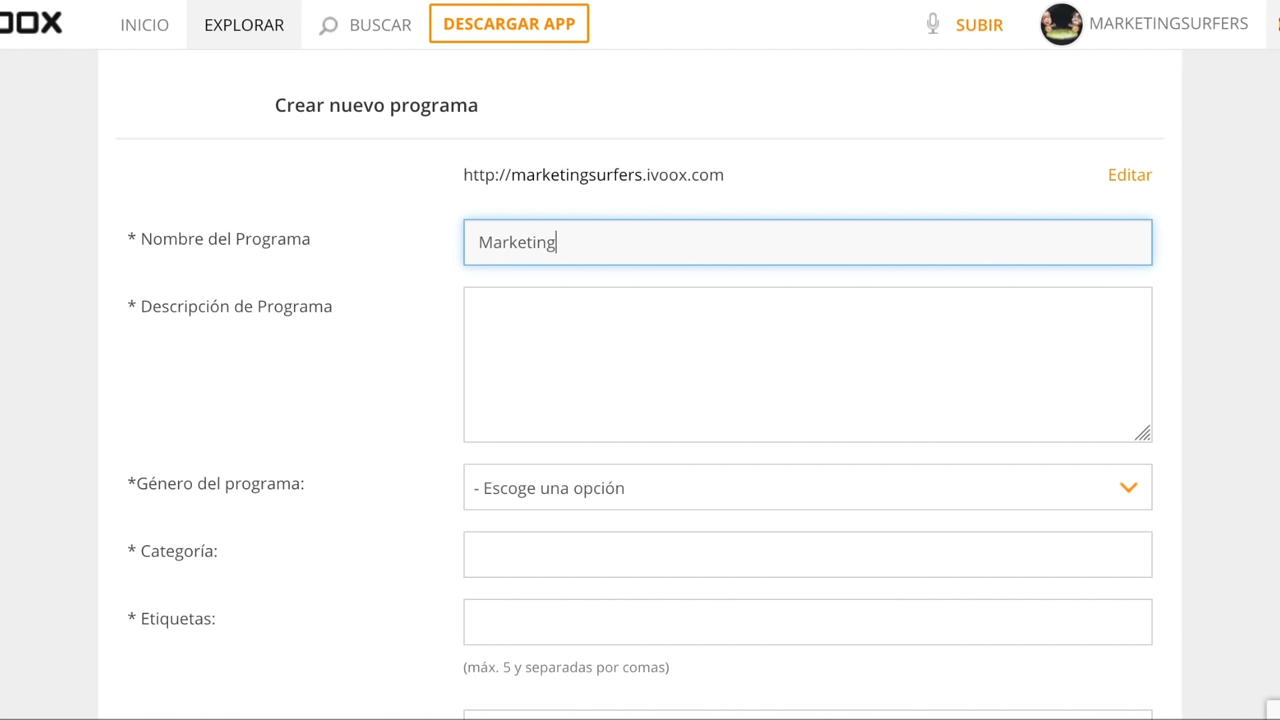 OOX INICIO EXPLORAR BUSCAR DESCARGAR APP SUBIR MARKETINGSURFERS
Crear nuevo programa
http://marketingsurfers.ivoox.com Editar
* Nombre del Programa Marketing
* Descripción de Programa
*Género del programa: - Escoge una opción
* Categoría:
* Etiquetas:
(máx. 5 y separadas por comas)